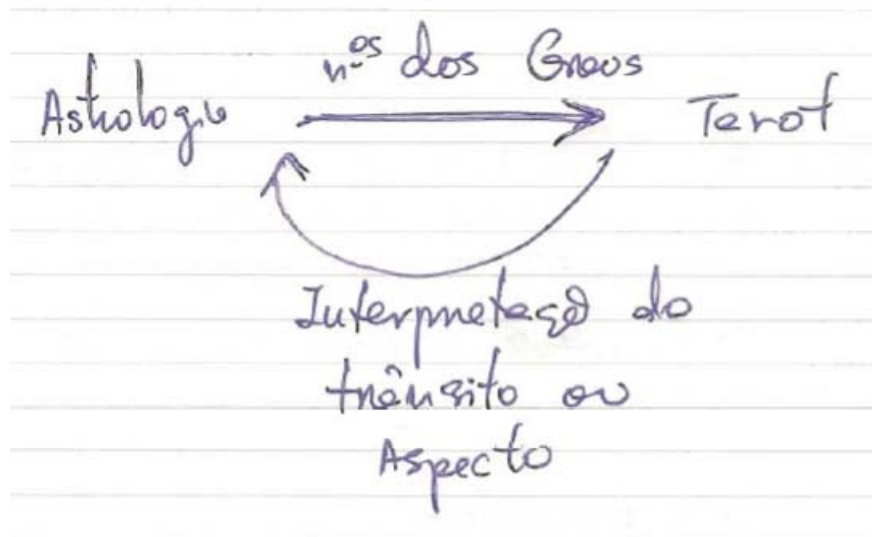 nºs dos Graus
Astrologia Tarot
Interpretação do
trânsito ou
Aspecto